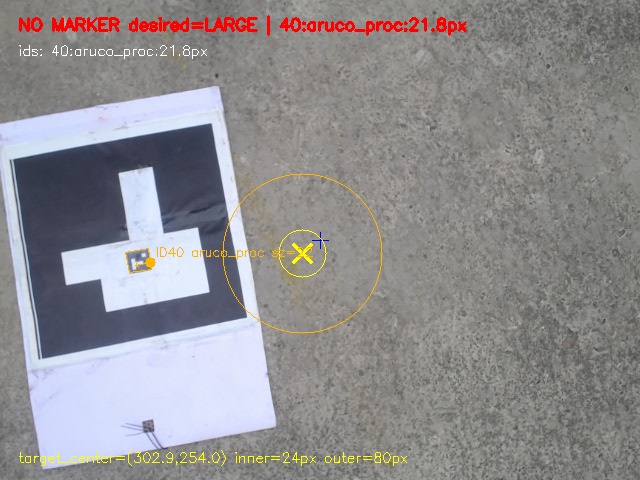 NO MARKER desired=LARGE | 40:aruco_proc:21.8px
ids: 40:aruco_proc:21.8px
ID40 aruco_proc sz=
target_center=(302.9,254.0) inner=24px outer=80px